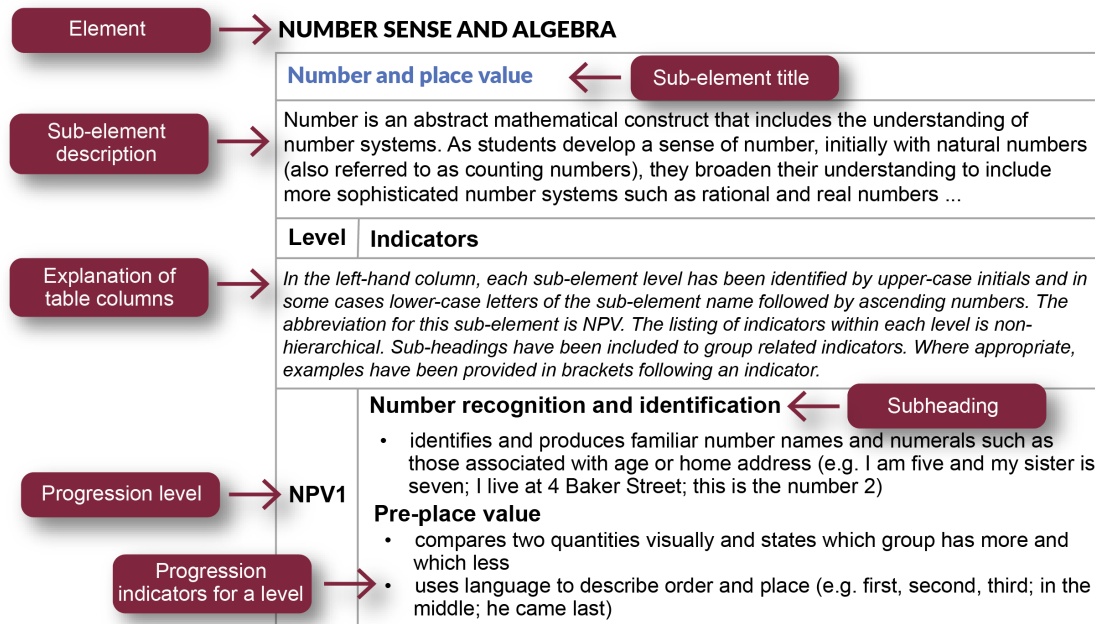 Element
NUMBER SENSE AND ALGEBRA
Number and place value
Sub-element title
Sub-element
description
Number is an abstract mathematical construct that includes the understanding of
number systems. As students develop a sense of number, initially with natural numbers
(also referred to as counting numbers), they broaden their understanding to include
more sophisticated number systems such as rational and real numbers ...
Level
Indicators
Explanation of
table columns
In the left-hand column, each sub-element level has been identified by upper-case initials and in
some cases lower-case letters of the sub-element name followed by ascending numbers. The
abbreviation for this sub-element is NPV. The listing of indicators within each level is non-
hierarchical. Sub-headings have been included to group related indicators. Where appropriate,
examples have been provided in brackets following an indicator.
Number recognition and identification
Subheading
• identifies and produces familiar number names and numerals such as
those associated with age or home address (e.g. I am five and my sister is
seven; I live at 4 Baker Street; this is the number 2)
Progression level
NPV1
Pre-place value
• compares two quantities visually and states which group has more and
which less
Progression
indicators for a level
• uses language to describe order and place (e.g. first, second, third; in the
middle; he came last)